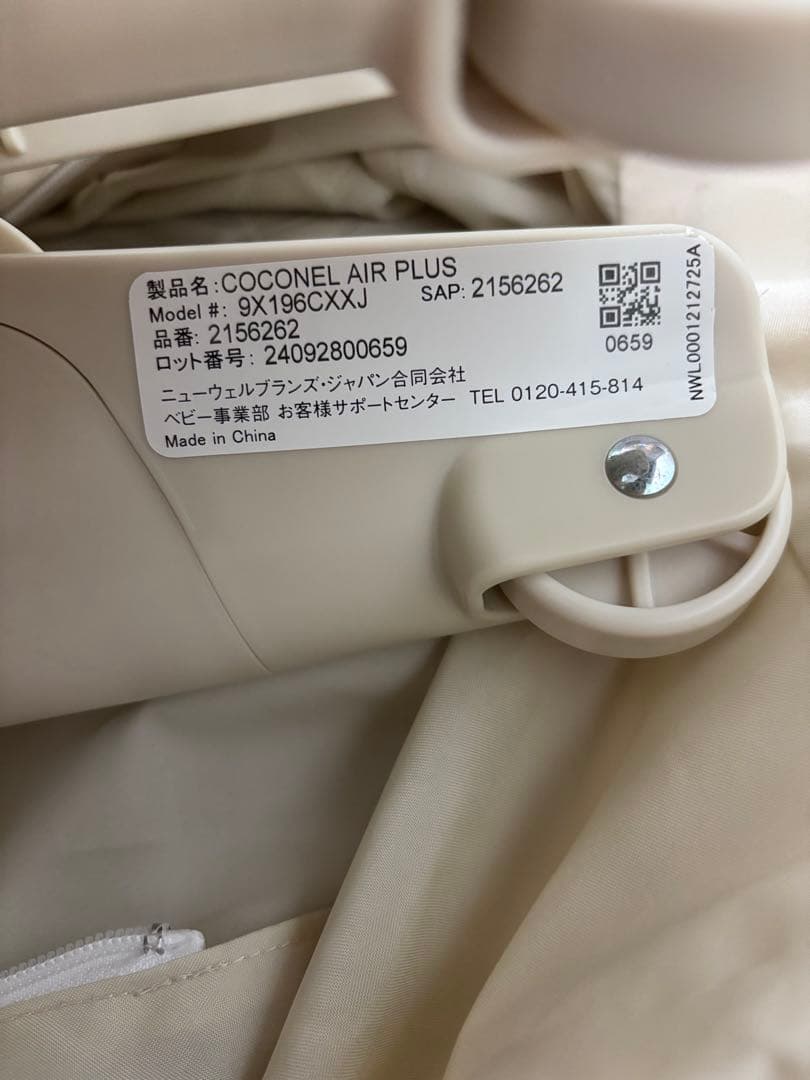 製品名:COCONEL AIR PLUS
Model #: 9X196CXXJ SAP: 2156262
品番: 2156262
ロット番号: 24092800659
ニューウェルブランズ・ジャパン合同会社
ベビー事業部 お客様サポートセンター TEL 0120-415-814
Made in China
0659
NWL0001212725A